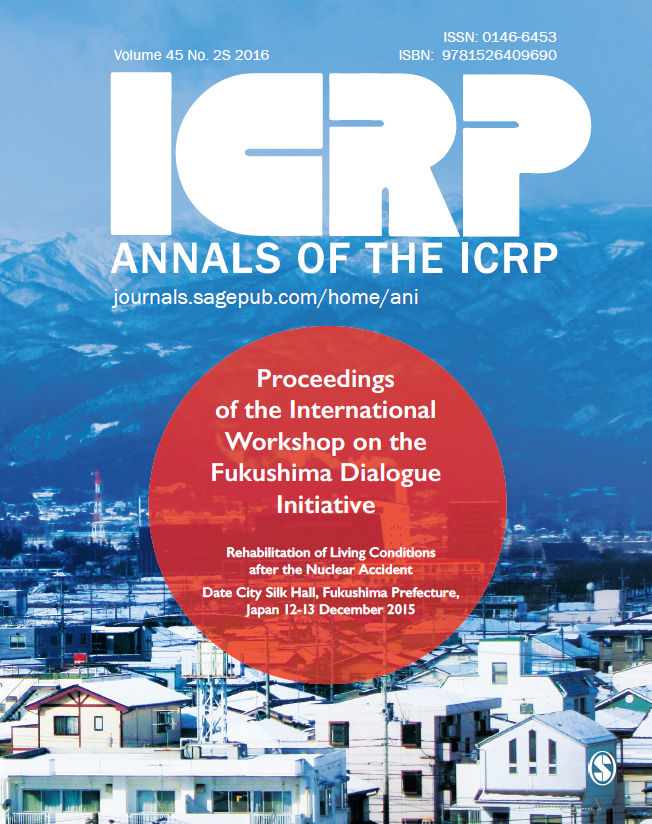 ISSN: 0146-6453
Volume 45 No. 2S 2016
ISBN: 9781526409690
ICRP
ANNALS OF THE ICRP
journals.sagepub.com/home/ani
Proceedings
of the International
Workshop on the
Fukushima Dialogue
Initiative
Rehabilitation of Living Conditions
after the Nuclear Accident
Date City Silk Hall, Fukushima Prefecture,
Japan 12-13 December 2015
S